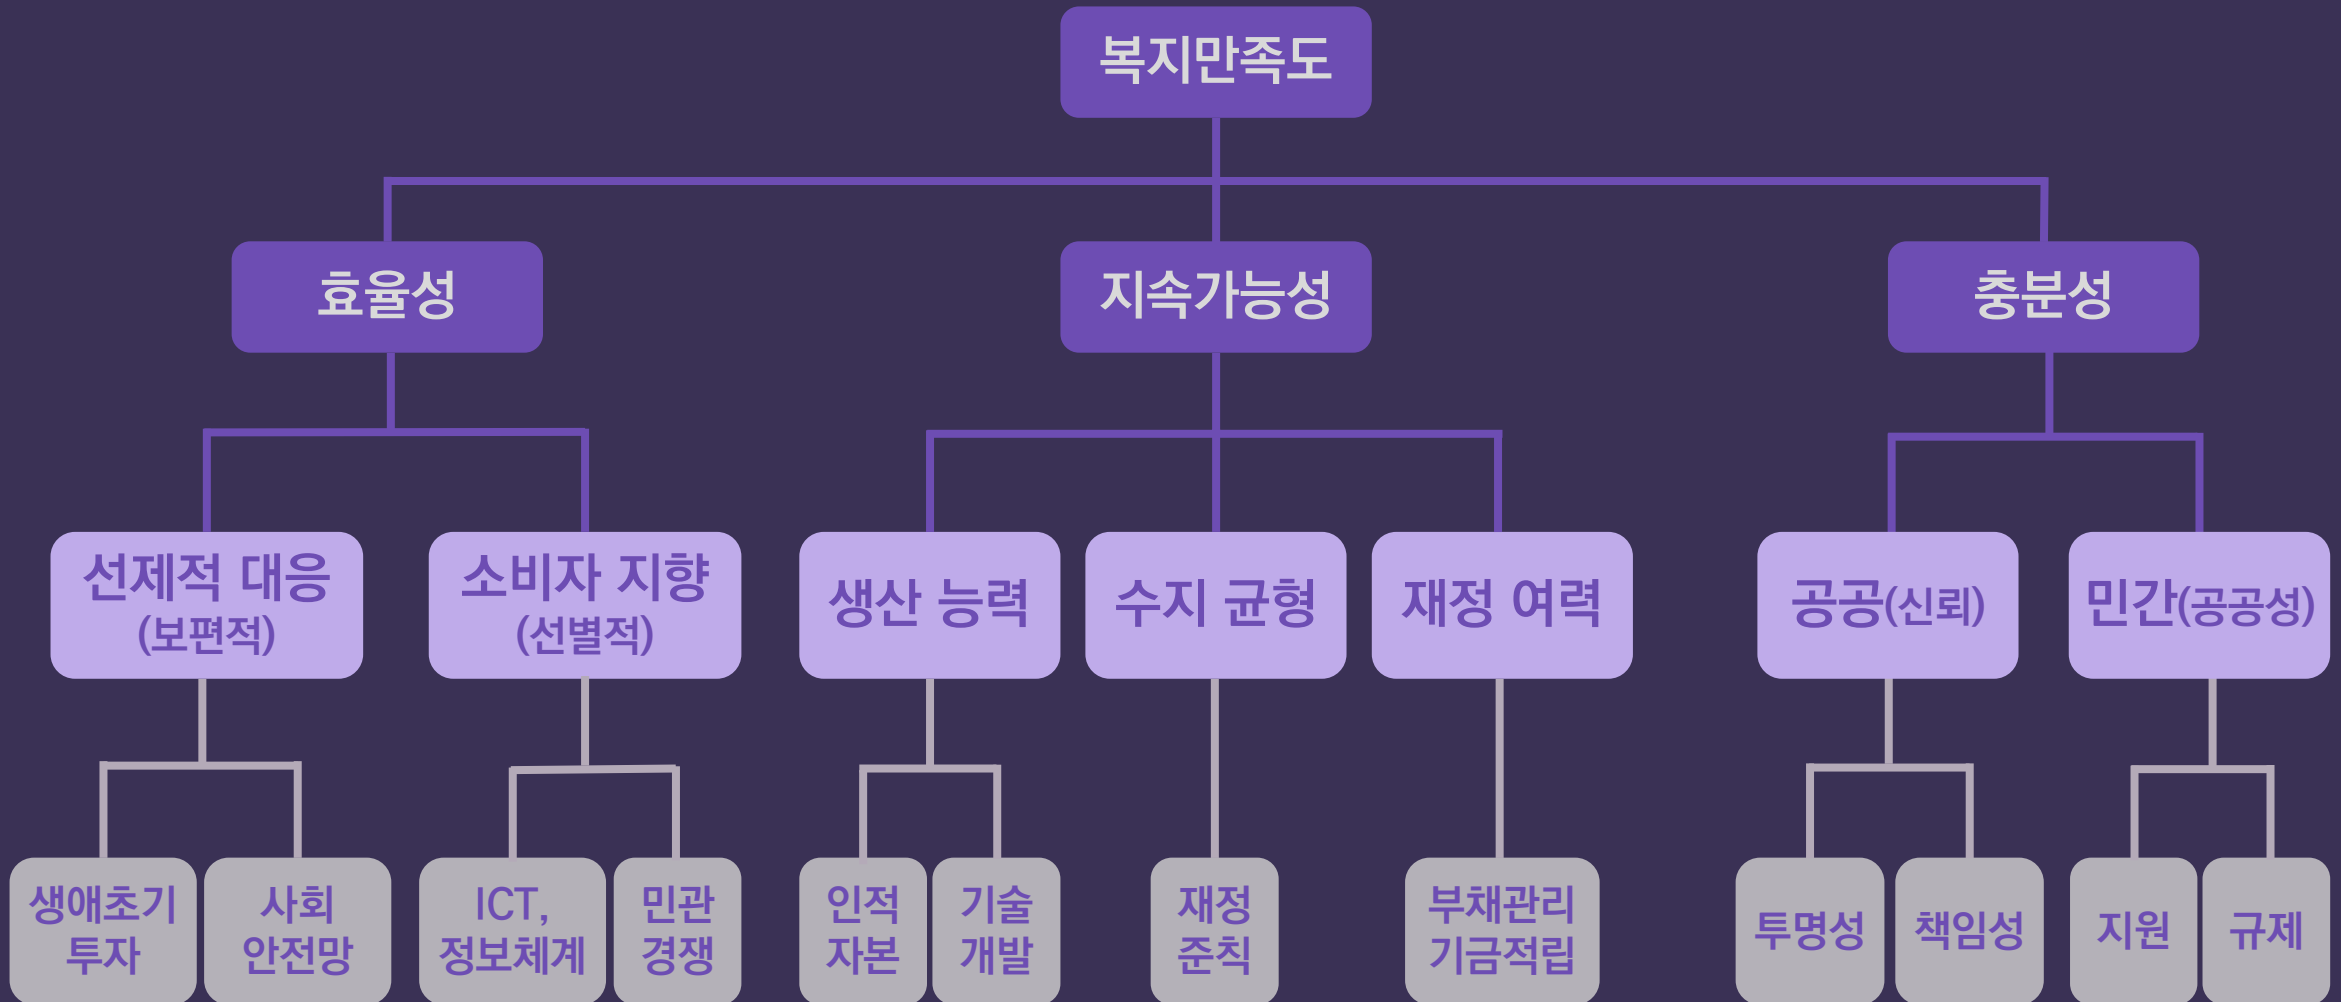 복지만족도
효율성
지속가능성
충분성
선제적 대응
(보편적)
소비자 지향
(선별적)
생산 능력
수지 균형
재정 여력
공공(신뢰)
민간(공공성)
생애초기
투자
사회
안전망
ICT,
정보체계
민관
경쟁
인적
자본
기술
개발
재정
준칙
부채관리
기금적립
투명성
책임성
지원
규제